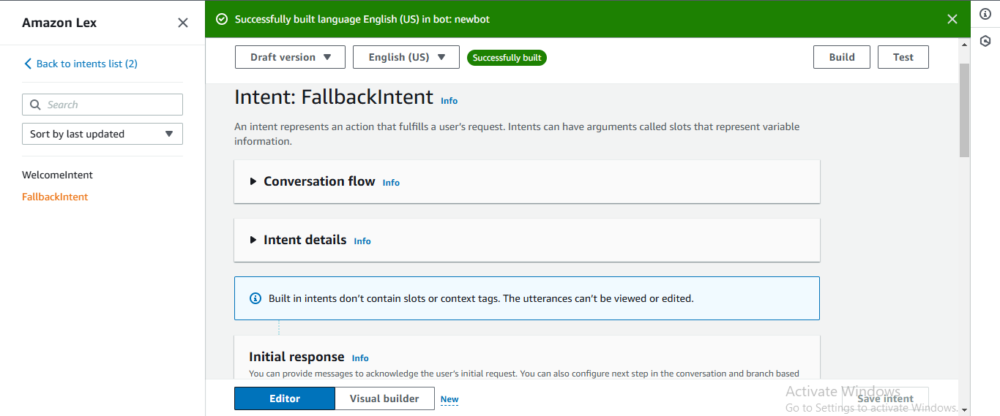 Amazon Lex
Back to intents list (2)
Search
Sort by last updated
WelcomeIntent
FallbackIntent
Successfully built language English (US) in bot: newbot
Draft version
English (US)
Successfully built
Build
Test
Intent: FallbackIntent Info
An intent represents an action that fulfills a user's request. Intents can have arguments called slots that represent variable
information.
Conversation flow Info
Intent details Info
Built in intents don't contain slots or context tags. The utterances can't be viewed or edited.
Initial response Info
You can provide messages to acknowledge the user's initial request. You can also configure next step in the conversation and branch based
Editor
Visual builder
New
Save intent
Activate Windows
Go to Settings to activate Windows.